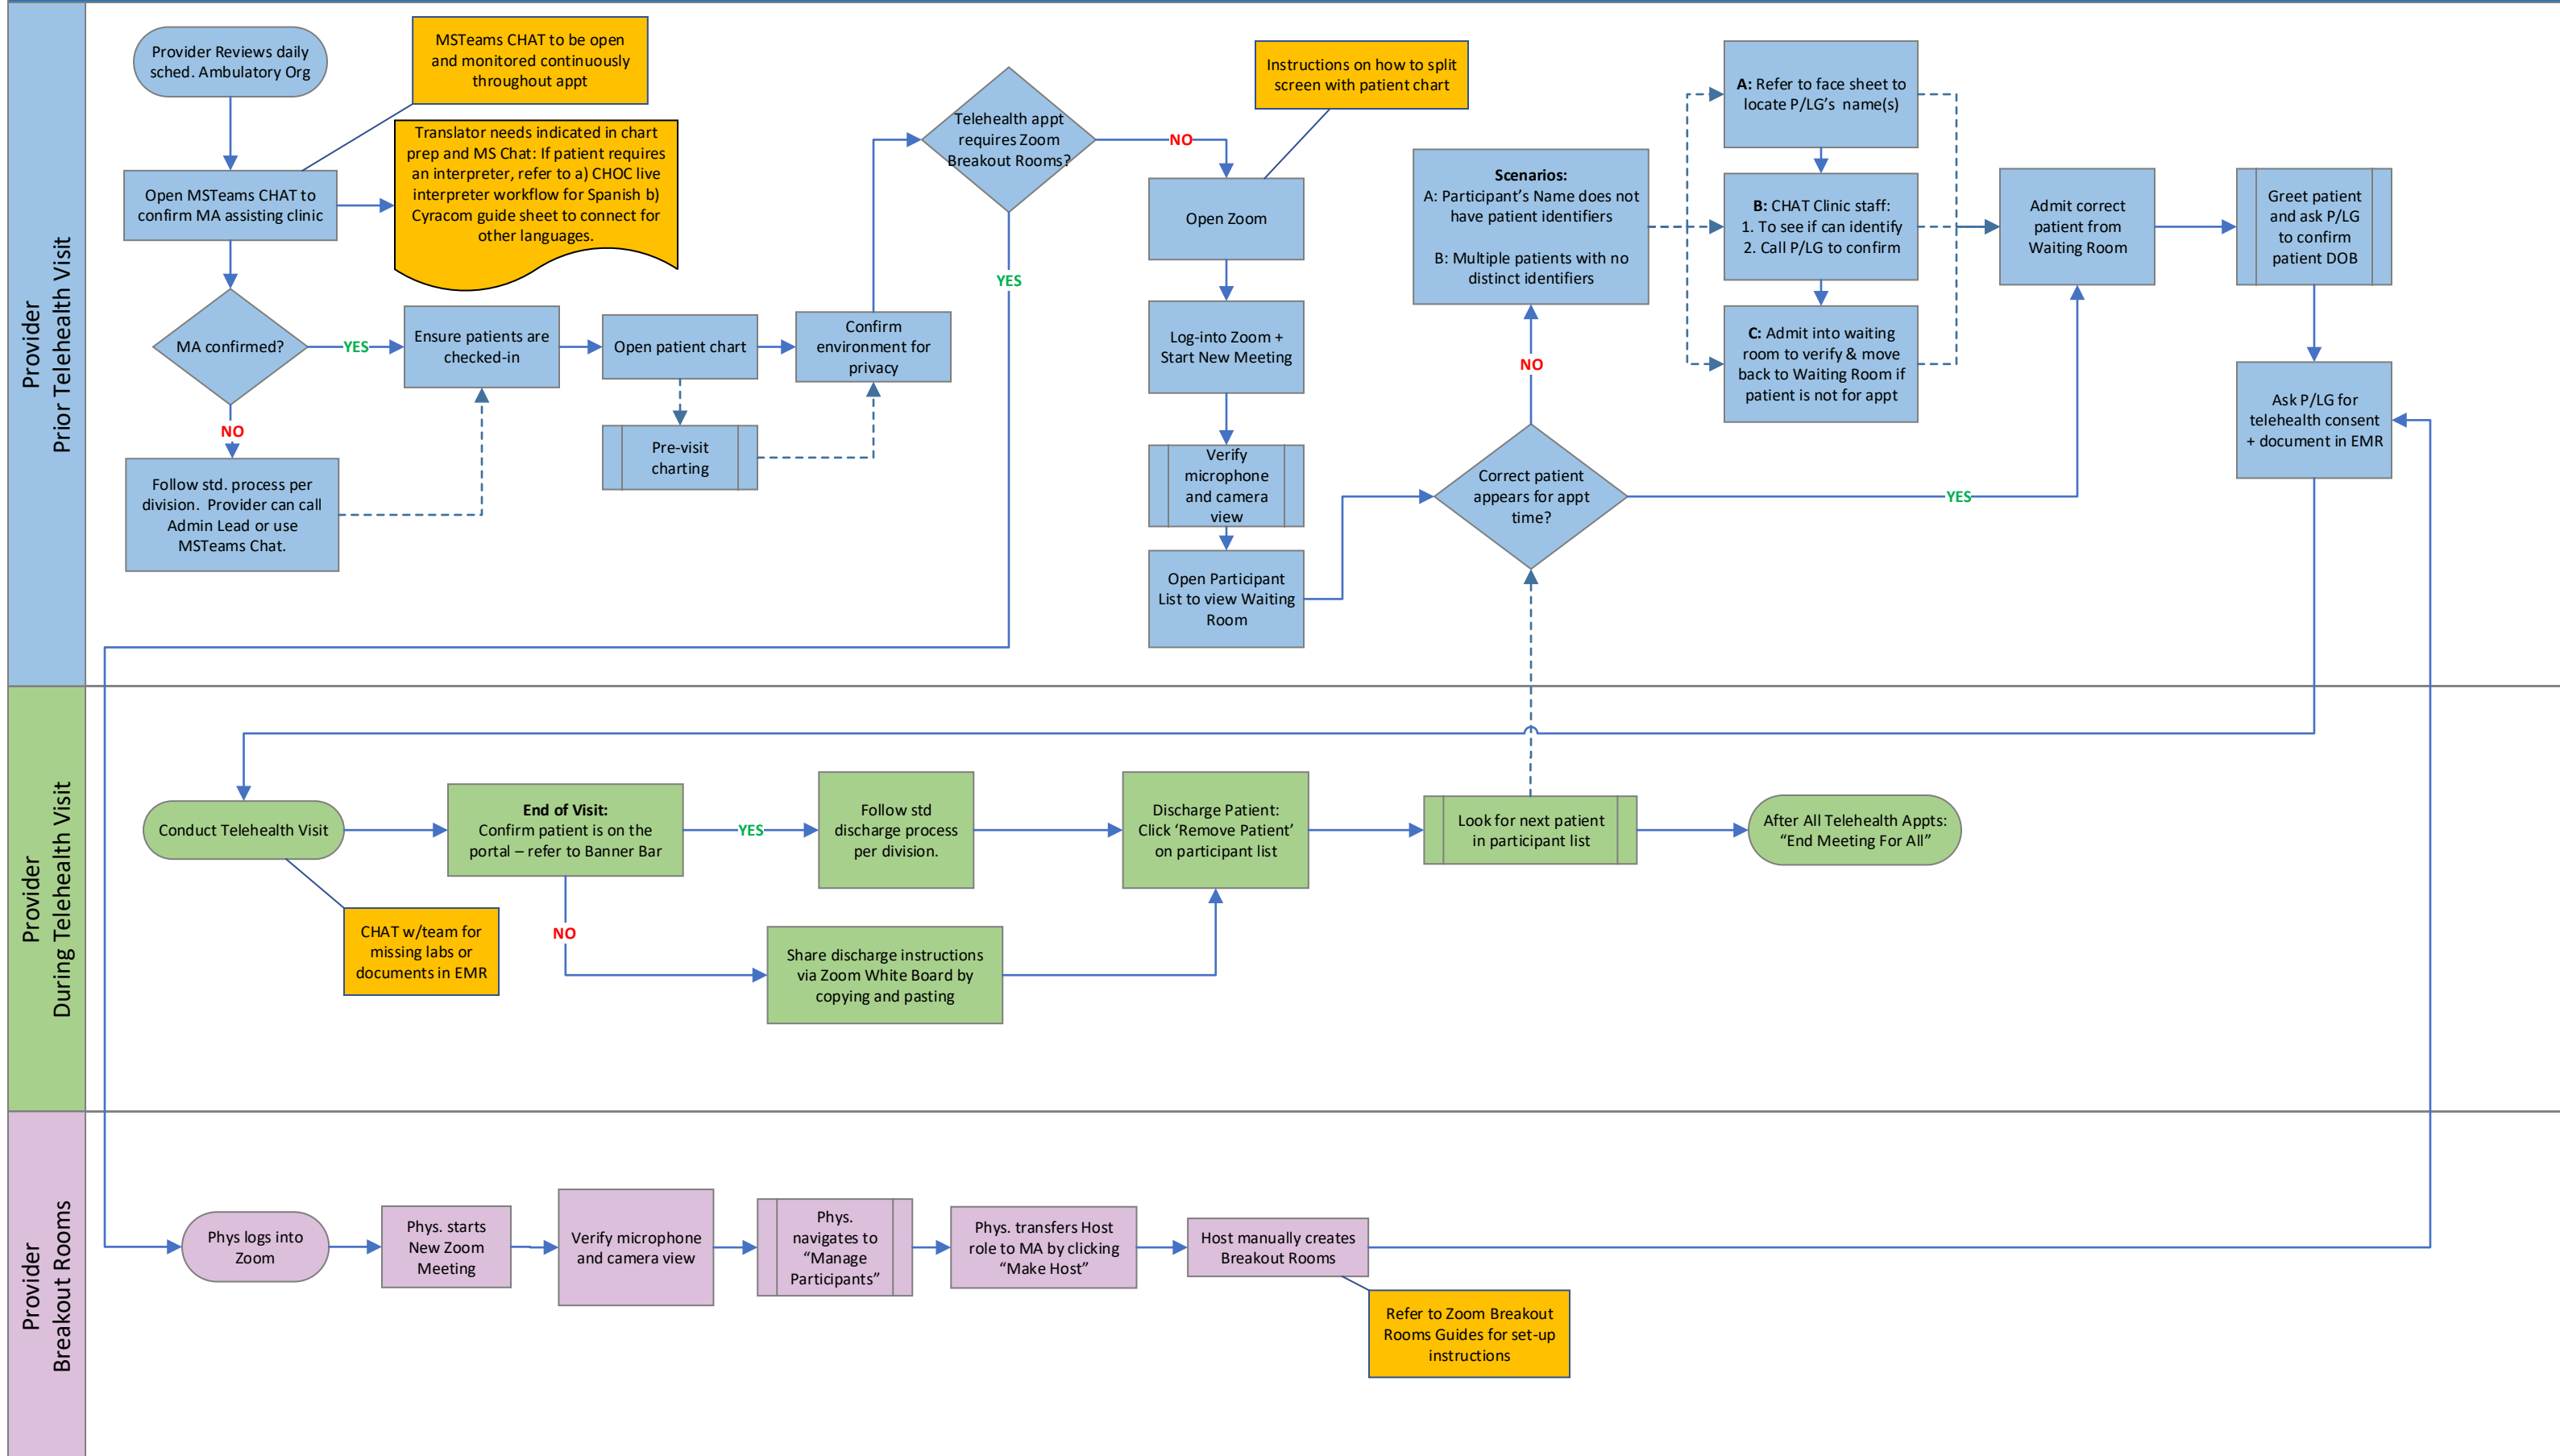 Provider
Prior Telehealth Visit
Provider Reviews daily
sched. Ambulatory Org
MSTeams CHAT to be open
and monitored continuously
throughout appt
Open MSTeams CHAT to
confirm MA assisting clinic
Translator needs indicated in chart
prep and MS Chat: If patient requires
an interpreter, refer to a) CHOC live
interpreter workflow for Spanish b)
Cyracom guide sheet to connect for
other languages.
MA confirmed?
YES
NO
Follow std. process per
division.  Provider can call
Admin Lead or use
MSTeams Chat.
Ensure patients are
checked-in
Open patient chart
Pre-visit
charting
Confirm
environment for
privacy
Telehealth appt
requires Zoom
Breakout Rooms?
NO
YES
Instructions on how to split
screen with patient chart
Open Zoom
Log-into Zoom +
Start New Meeting
Verify
microphone
and camera
view
Open Participant
List to view Waiting
Room
Correct patient
appears for appt
time?
NO
YES
Scenarios:
A: Participant's Name does not
have patient identifiers
B: Multiple patients with no
distinct identifiers
A: Refer to face sheet to
locate P/LG's  name(s)
B: CHAT Clinic staff:
1. To see if can identify
2. Call P/LG to confirm
C: Admit into waiting
room to verify & move
back to Waiting Room if
patient is not for appt
Admit correct
patient from
Waiting Room
Greet patient
and ask P/LG
to confirm
patient DOB
Ask P/LG for
telehealth consent
+ document in EMR
Provider
During Telehealth Visit
Conduct Telehealth Visit
CHAT w/team for
missing labs or
documents in EMR
End of Visit:
Confirm patient is on the
portal – refer to Banner Bar
YES
NO
Follow std
discharge process
per division.
Share discharge instructions
via Zoom White Board by
copying and pasting
Discharge Patient:
Click ‘Remove Patient’
on participant list
Look for next patient
in participant list
After All Telehealth Appts:
“End Meeting For All”
Provider
Breakout Rooms
Phys logs into
Zoom
Phys. starts
New Zoom
Meeting
Verify microphone
and camera view
Phys.
navigates to
“Manage
Participants”
Phys. transfers Host
role to MA by clicking
“Make Host”
Host manually creates
Breakout Rooms
Refer to Zoom Breakout
Rooms Guides for set-up
instructions